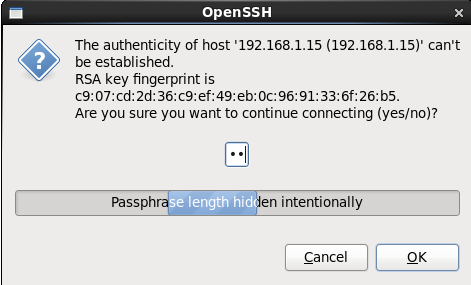 OpenSSH
The authenticity of host '192.168.1.15 (192.168.1.15)' can't
be established.
RSA key fingerprint is
c9:07:cd:2d:36:c9:ef:49:eb:0c:96:91:33:6f:26:b5.
Are you sure you want to continue connecting (yes/no)?
••
Passphrase length hidden intentionally
Cancel OK